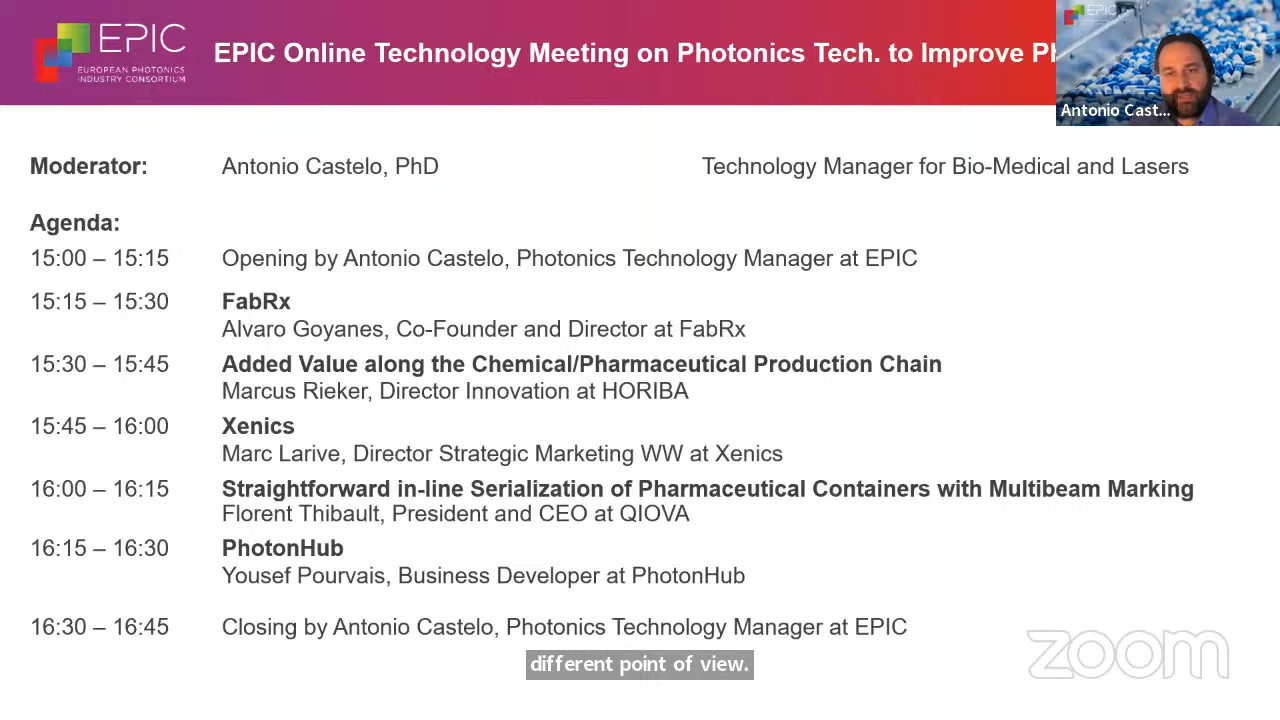 EPIC
EUROPEAN PHOTONICS
INDUSTRY CONSORTIUM
EPIC Online Technology Meeting on Photonics Tech. to Improve
EPIC
Antonio Cast...
Moderator: Antonio Castelo, PhD Technology Manager for Bio-Medical and Lasers
Agenda:
15:00 – 15:15 Opening by Antonio Castelo, Photonics Technology Manager at EPIC
15:15 – 15:30 FabRx
Alvaro Goyanes, Co-Founder and Director at FabRx
15:30 – 15:45 Added Value along the Chemical/Pharmaceutical Production Chain
Marcus Rieker, Director Innovation at HORIBA
15:45 – 16:00 Xenics
Marc Larive, Director Strategic Marketing WW at Xenics
16:00 – 16:15 Straightforward in-line Serialization of Pharmaceutical Containers with Multibeam Marking
Florent Thibault, President and CEO at QIOVA
16:15 – 16:30 PhotonHub
Yousef Pourvais, Business Developer at PhotonHub
16:30 – 16:45 Closing by Antonio Castelo, Photonics Technology Manager at EPIC
different point of view.
zoom